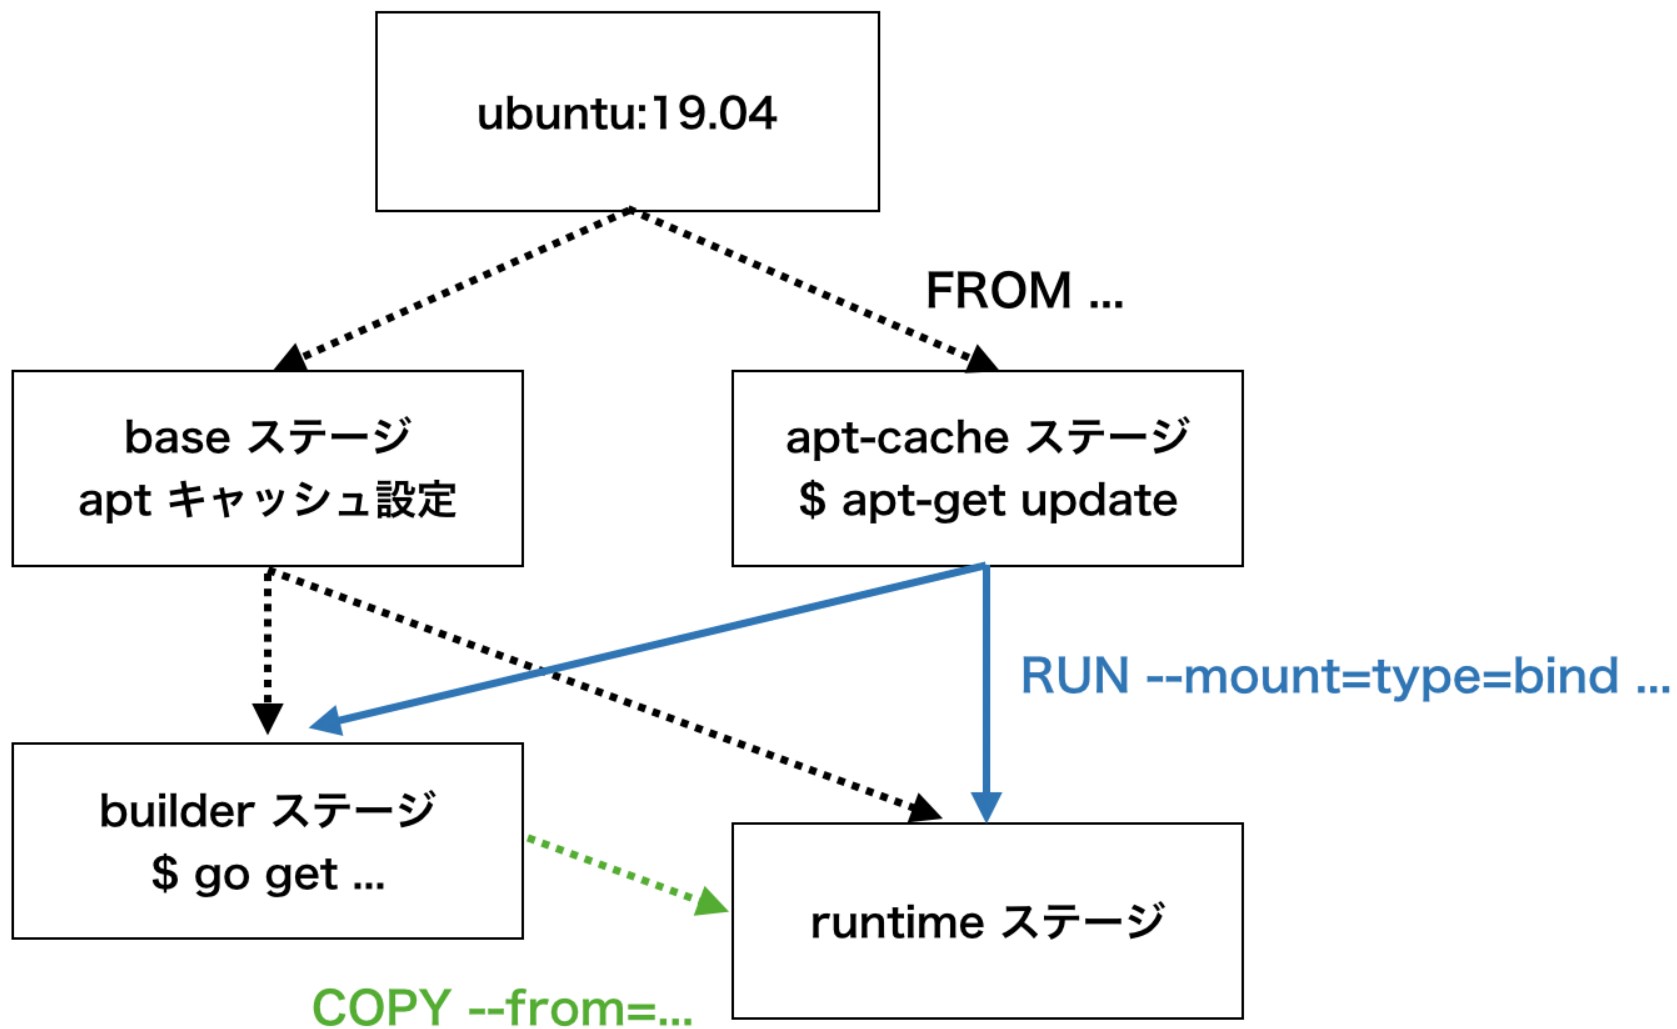 ubuntu:19.04
FROM ...
base ステージ
apt キャッシュ設定
apt-cache ステージ
$ apt-get update
RUN --mount=type=bind ...
builder ステージ
$ go get ...
runtime ステージ
COPY --from=...